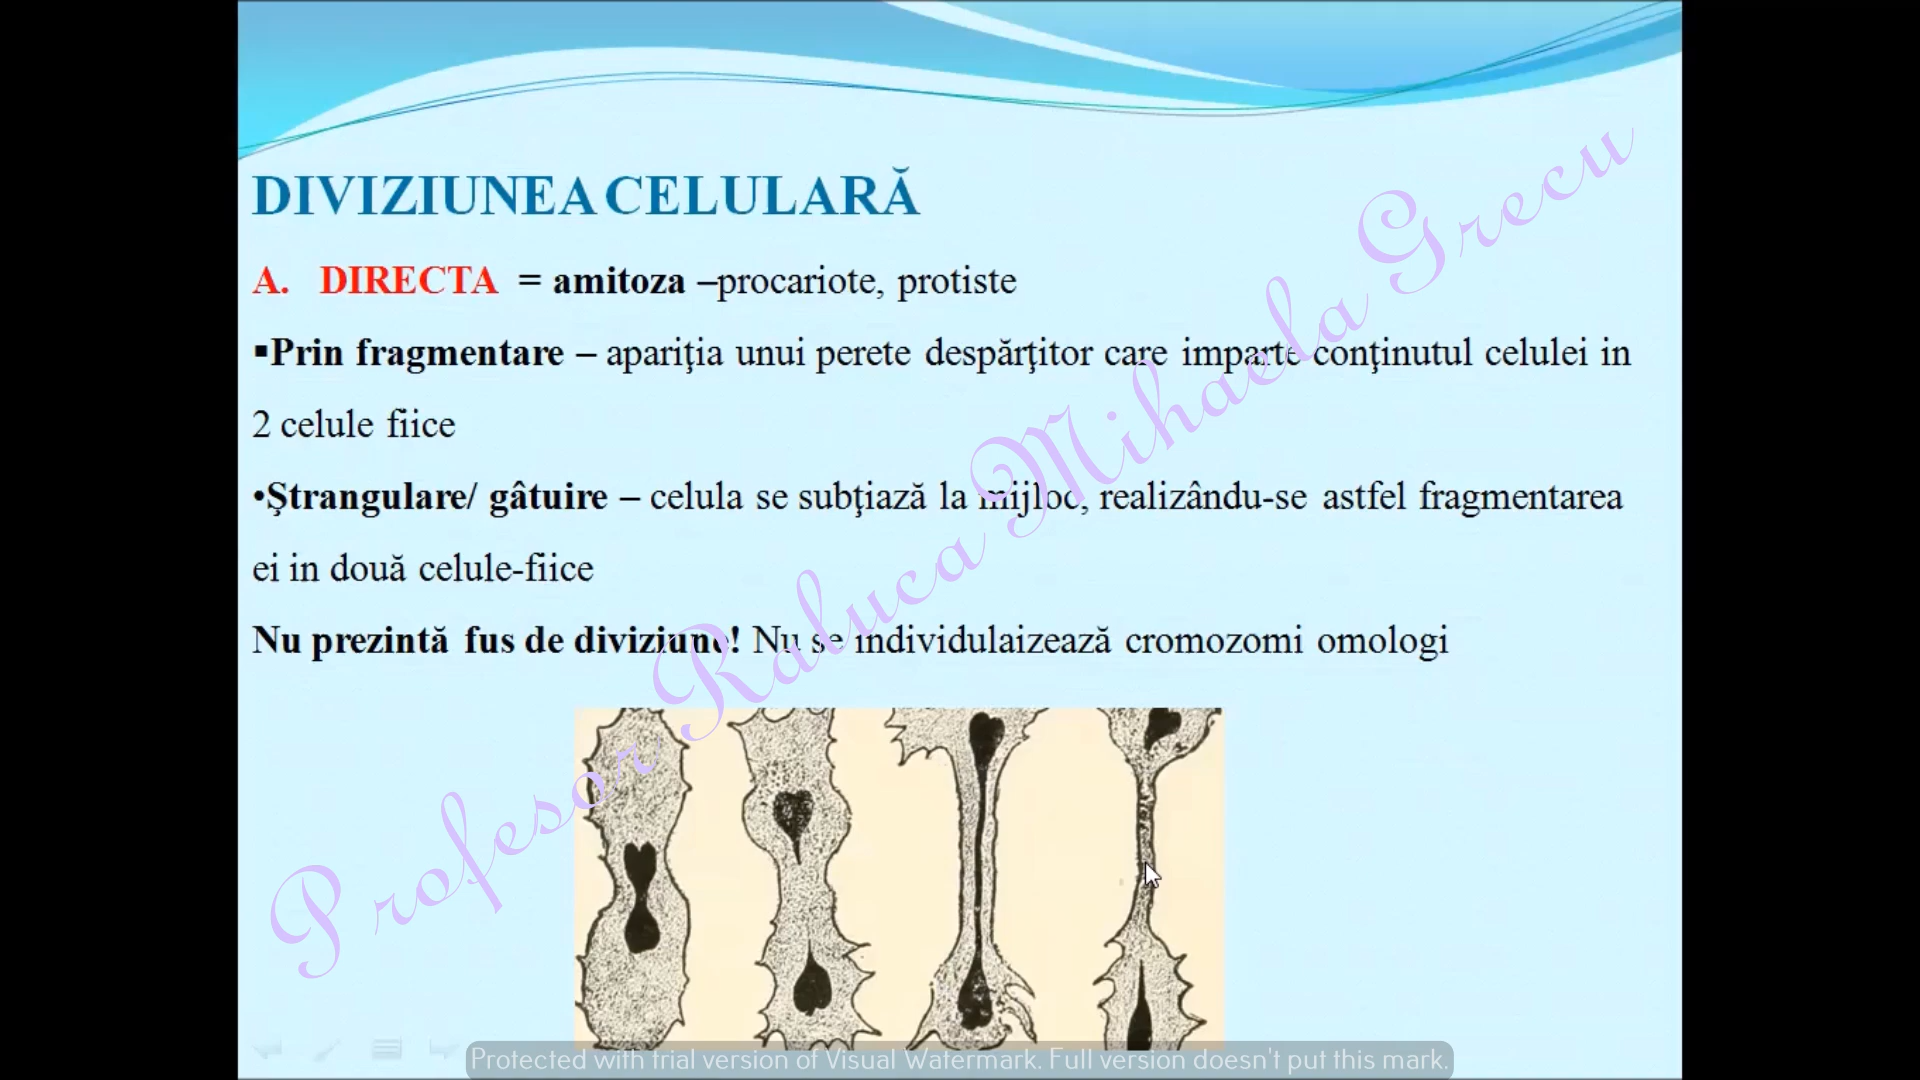 DIVIZIUNEA CELULARĂ
A. DIRECTA = amitoza –procariote, protiste
▪Prin fragmentare – apariţia unui perete despărţitor care imparte conţinutul celulei in
2 celule fiice
•Ştrangulare/ gâtuire – celula se subţiază la mijloc, realizându-se astfel fragmentarea
ei in două celule-fiice
Nu prezintă fus de diviziune! Nu se individulaizează cromozomi omologi
Profesor Raluca Mihaela Grecu
Protected with trial version of Visual Watermark. Full version doesn't put this mark.